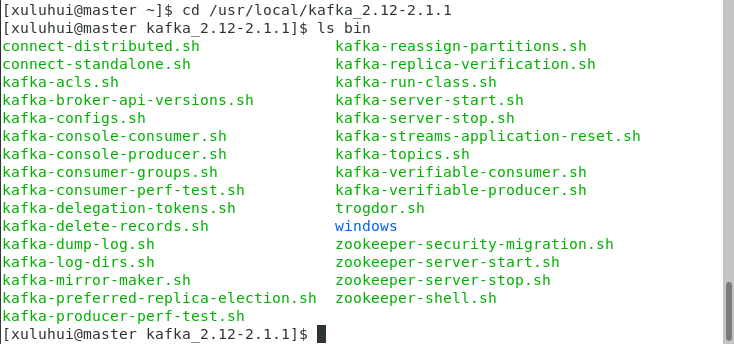 [xuluhui@master ~]$ cd /usr/local/kafka_2.12-2.1.1
[xuluhui@master kafka_2.12-2.1.1]$ ls bin
connect-distributed.sh kafka-reassign-partitions.sh
connect-standalone.sh kafka-replica-verification.sh
kafka-acls.sh kafka-run-class.sh
kafka-broker-api-versions.sh kafka-server-start.sh
kafka-configs.sh kafka-server-stop.sh
kafka-console-consumer.sh kafka-streams-application-reset.sh
kafka-console-producer.sh kafka-topics.sh
kafka-consumer-groups.sh kafka-verifiable-consumer.sh
kafka-consumer-perf-test.sh kafka-verifiable-producer.sh
kafka-delegation-tokens.sh trogdor.sh
kafka-delete-records.sh windows
kafka-dump-log.sh zookeeper-security-migration.sh
kafka-log-dirs.sh zookeeper-server-start.sh
kafka-mirror-maker.sh zookeeper-server-stop.sh
kafka-preferred-replica-election.sh zookeeper-shell.sh
kafka-producer-perf-test.sh
[xuluhui@master kafka_2.12-2.1.1]$